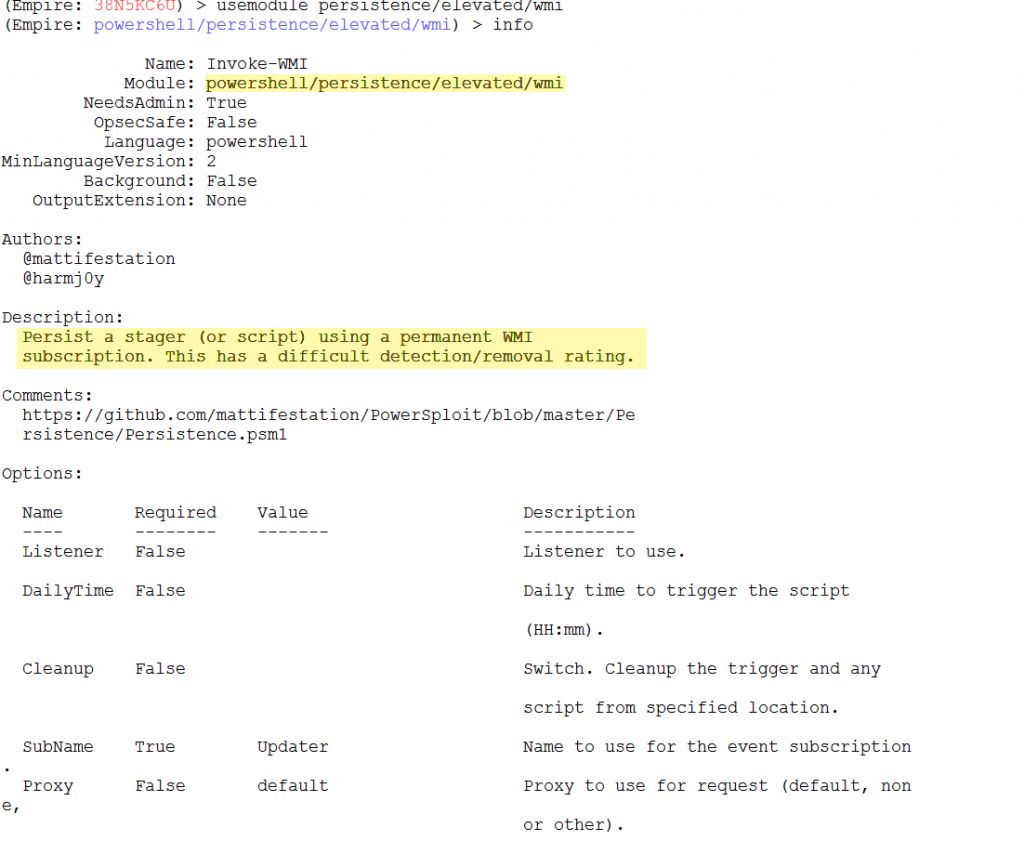 (Empire: 38N5KC6U) > usemodule persistence/elevated/wmi
(Empire: powershell/persistence/elevated/wmi) > info
Name: Invoke-WMI
Module: powershell/persistence/elevated/wmi
NeedsAdmin: True
OpsecSafe: False
Language: powershell
MinLanguageVersion: 2
Background: False
OutputExtension: None
Authors:
@mattifestation
@harmj0y
Description:
Persist a stager (or script) using a permanent WMI
subscription. This has a difficult detection/removal rating.
Comments:
https://github.com/mattifestation/PowerSploit/blob/master/Pe
rsistence/Persistence.psm1
Options:
Name Required Value Description
---- -------- ------- -----------
Listener False Listener to use.
DailyTime False Daily time to trigger the script
(HH:mm).
Cleanup False Switch. Cleanup the trigger and any
script from specified location.
SubName True Updater Name to use for the event subscription
.
Proxy False default Proxy to use for request (default, non
e,
or other).